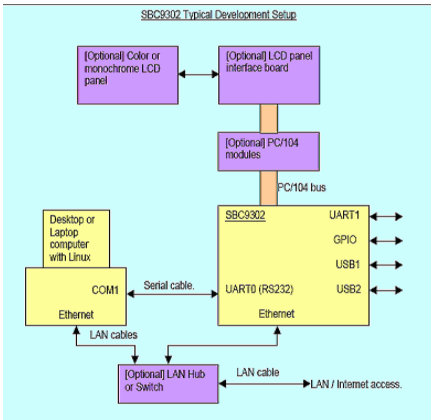 SBC9302 Typical Development Setup
[Optional] Color or
monochrome LCD
panel
[Optional] LCD panel
interface board
[Optional] PC/104
modules
PC/104 bus
Desktop or
Laptop
computer
with Linux
COM1
Ethernet
Serial cable.
SBC9302
UART1
GPIO
USB1
UART0 (RS232)
USB2
Ethernet
LAN cables
[Optional] LAN Hub
or Switch
LAN cable
LAN / Internet access.